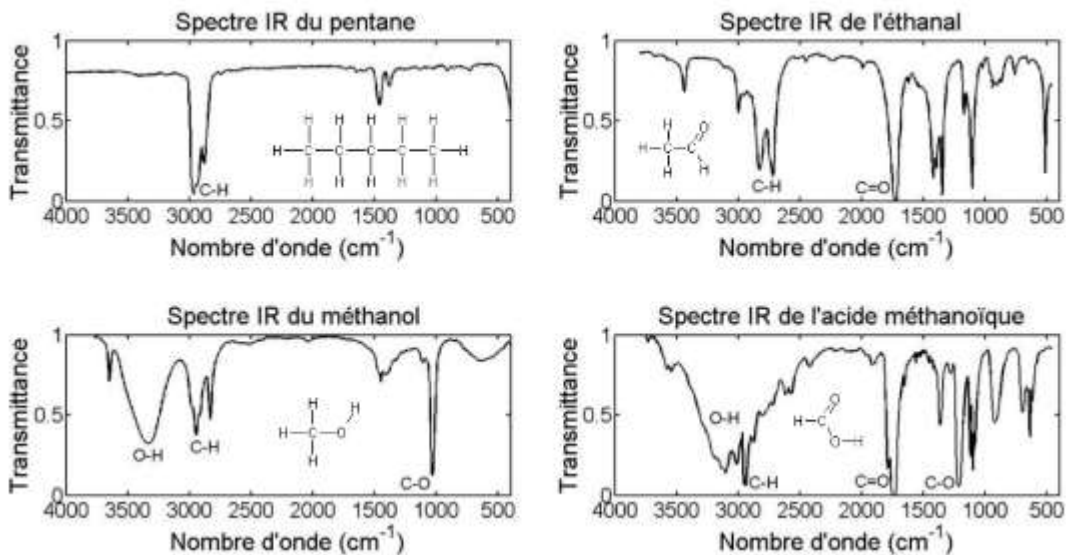 Spectre IR du pentane
Transmittance
1
0.5
0
C-H
H H H H H
H C C C C C H
H H H H H
4000 3500 3000 2500 2000 1500 1000 500
Nombre d'onde (cm⁻¹)
Spectre IR de l'éthanal
Transmittance
1
0.5
0
H O
H C C
H H
C-H
C=O
4000 3500 3000 2500 2000 1500 1000 500
Nombre d'onde (cm⁻¹)
Spectre IR du méthanol
Transmittance
1
0.5
0
O-H
C-H
H H
H C O
H
C-O
4000 3500 3000 2500 2000 1500 1000 500
Nombre d'onde (cm⁻¹)
Spectre IR de l'acide méthanoïque
Transmittance
1
0.5
0
O-H
C-H
O
H C
O H
C=O
C-O
4000 3500 3000 2500 2000 1500 1000 500
Nombre d'onde (cm⁻¹)